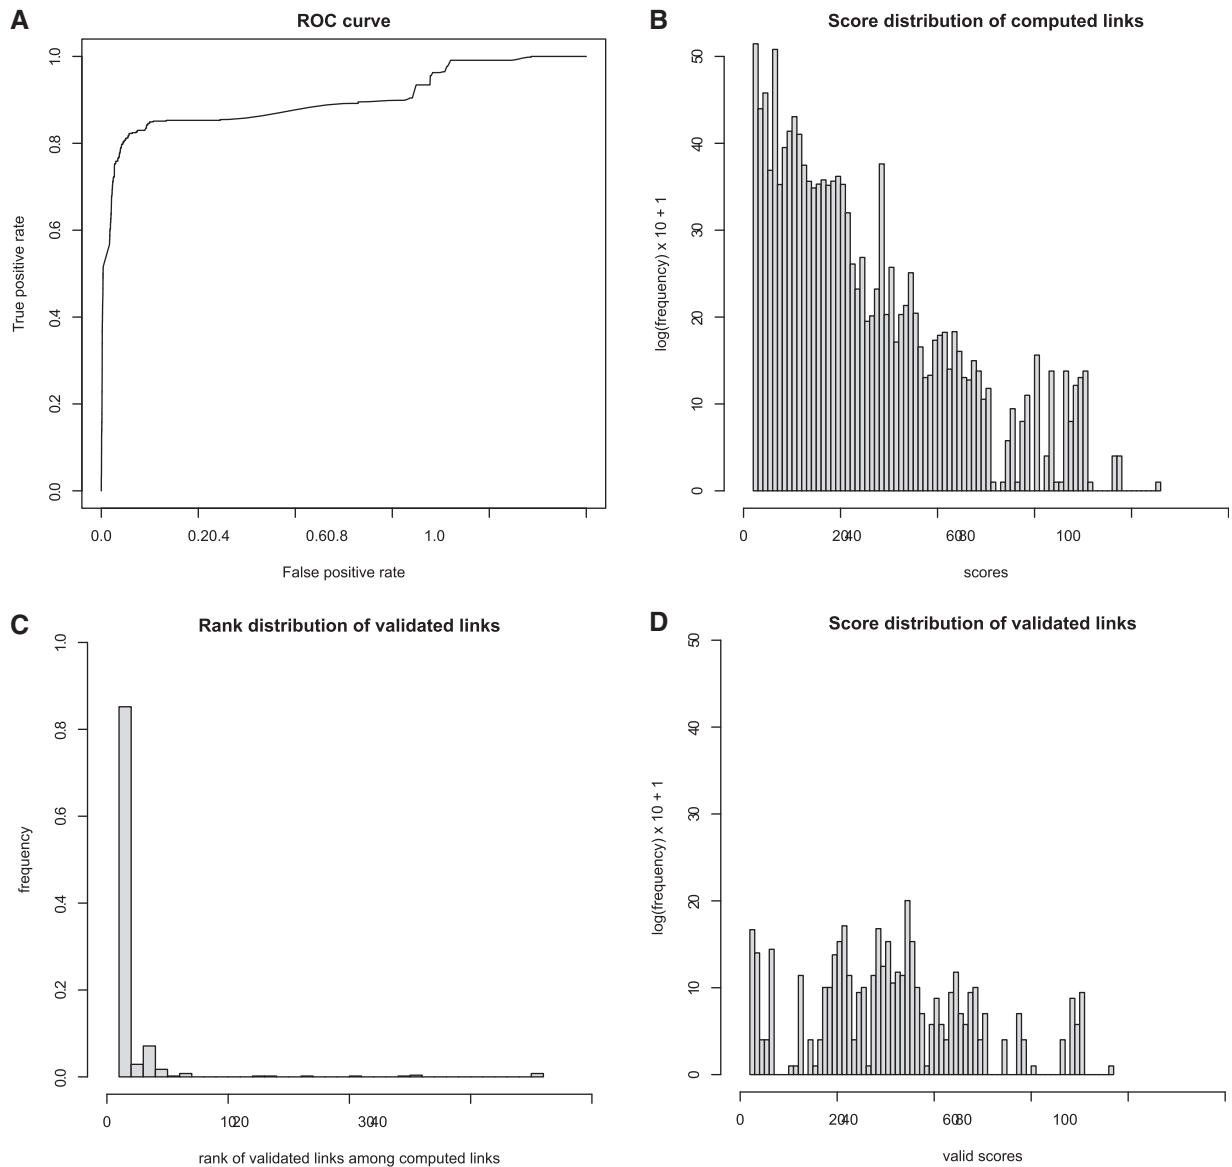 A
ROC curve
True positive rate
1.0
0.8
0.6
0.4
0.2
0.0
0.0 0.20.4 0.60.8 1.0
False positive rate
B
Score distribution of computed links
log(frequency) x 10 + 1
50
40
30
20
10
0
0 2040 6080 100
scores
C
Rank distribution of validated links
frequency
1.0
0.8
0.6
0.4
0.2
0.0
0 1020 3040
rank of validated links among computed links
D
Score distribution of validated links
log(frequency) x 10 + 1
50
40
30
20
10
0
0 2040 6080 100
valid scores